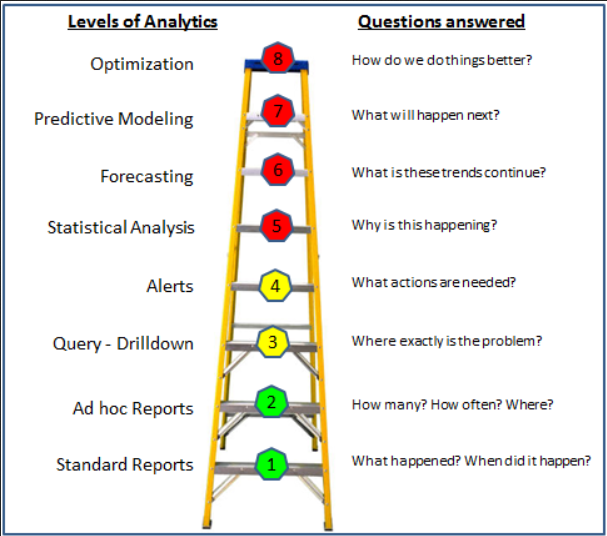 Levels of Analytics Questions answered
Optimization 8 How do we do things better?
Predictive Modeling 7 What will happen next?
Forecasting 6 What is these trends continue?
Statistical Analysis 5 Why is this happening?
Alerts 4 What actions are needed?
Query - Drilldown 3 Where exactly is the problem?
Ad hoc Reports 2 How many? How often? Where?
Standard Reports 1 What happened? When did it happen?